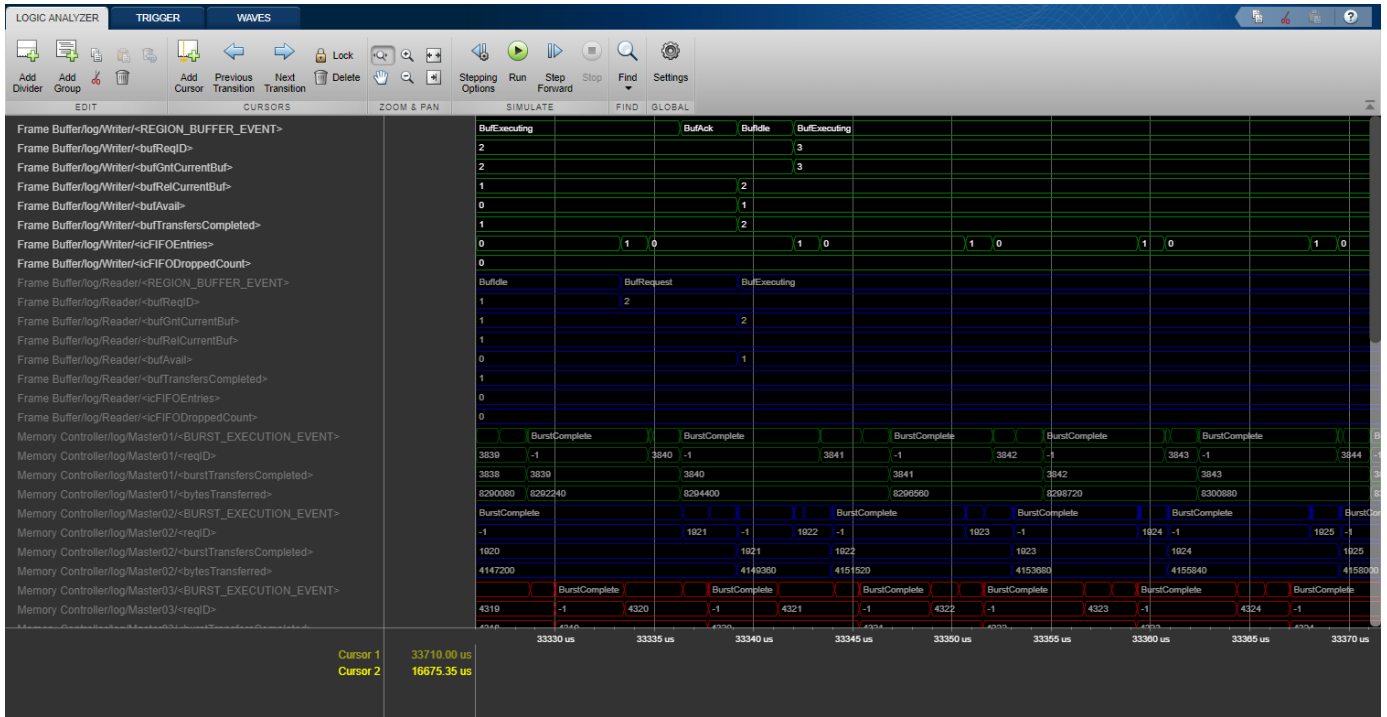 LOGIC ANALYZER TRIGGER WAVES
?
Add Divider Add Group Add Cursor Previous Transition Next Transition Lock Delete Stepping Options Run Step Forward Stop Find Settings
EDIT CURSORS ZOOM & PAN SIMULATE FIND GLOBAL
Frame Buffer/log/Writer/<REGION_BUFFER_EVENT> BufExecuting BufAck BufIdle BufExecuting
Frame Buffer/log/Writer/<bufReqID> 2 3
Frame Buffer/log/Writer/<bufGntCurrentBuf> 2 3
Frame Buffer/log/Writer/<bufRelCurrentBuf> 1 2
Frame Buffer/log/Writer/<bufAvail> 0 1
Frame Buffer/log/Writer/<bufTransfersCompleted> 1 2
Frame Buffer/log/Writer/<icFIFOEntries> 0 1 0 1 0 1 0 1 0 1 0
Frame Buffer/log/Writer/<icFIFODroppedCount> 0
Frame Buffer/log/Reader/<REGION_BUFFER_EVENT> BufIdle BufRequest BufExecuting
Frame Buffer/log/Reader/<bufReqID> 1 2
Frame Buffer/log/Reader/<bufGntCurrentBuf> 1 2
Frame Buffer/log/Reader/<bufRelCurrentBuf> 1
Frame Buffer/log/Reader/<bufAvail> 0 1
Frame Buffer/log/Reader/<bufTransfersCompleted> 1
Frame Buffer/log/Reader/<icFIFOEntries> 0
Frame Buffer/log/Reader/<icFIFODroppedCount> 0
Memory Controller/log/Master01/<BURST_EXECUTION_EVENT> BurstComplete BurstComplete BurstComplete BurstComplete BurstComplete B
Memory Controller/log/Master01/<reqID> 3839 -1 3840 -1 3841 -1 3842 -1 3843 -1 3844 -1
Memory Controller/log/Master01/<burstTransfersCompleted> 3838 3839 3840 3841 3842 3843 3
Memory Controller/log/Master01/<bytesTransferred> 8290080 8292240 8294400 8296560 8298720 8300880 8
Memory Controller/log/Master02/<BURST_EXECUTION_EVENT> BurstComplete BurstComplete BurstComplete BurstComplete BurstCor
Memory Controller/log/Master02/<reqID> -1 1921 -1 1922 -1 1923 -1 1924 -1 1925 -1
Memory Controller/log/Master02/<burstTransfersCompleted> 1920 1921 1922 1923 1924 1925
Memory Controller/log/Master02/<bytesTransferred> 4147200 4149360 4151520 4153680 4155840 4158000
Memory Controller/log/Master03/<BURST_EXECUTION_EVENT> BurstComplete BurstComplete BurstComplete BurstComplete BurstComplete BurstComplete
Memory Controller/log/Master03/<reqID> 4319 -1 4320 -1 4321 -1 4322 -1 4323 -1 4324 -1
33330 us 33335 us 33340 us 33345 us 33350 us 33355 us 33360 us 33365 us 33370 us
Cursor 1 33710.00 us
Cursor 2 16675.35 us